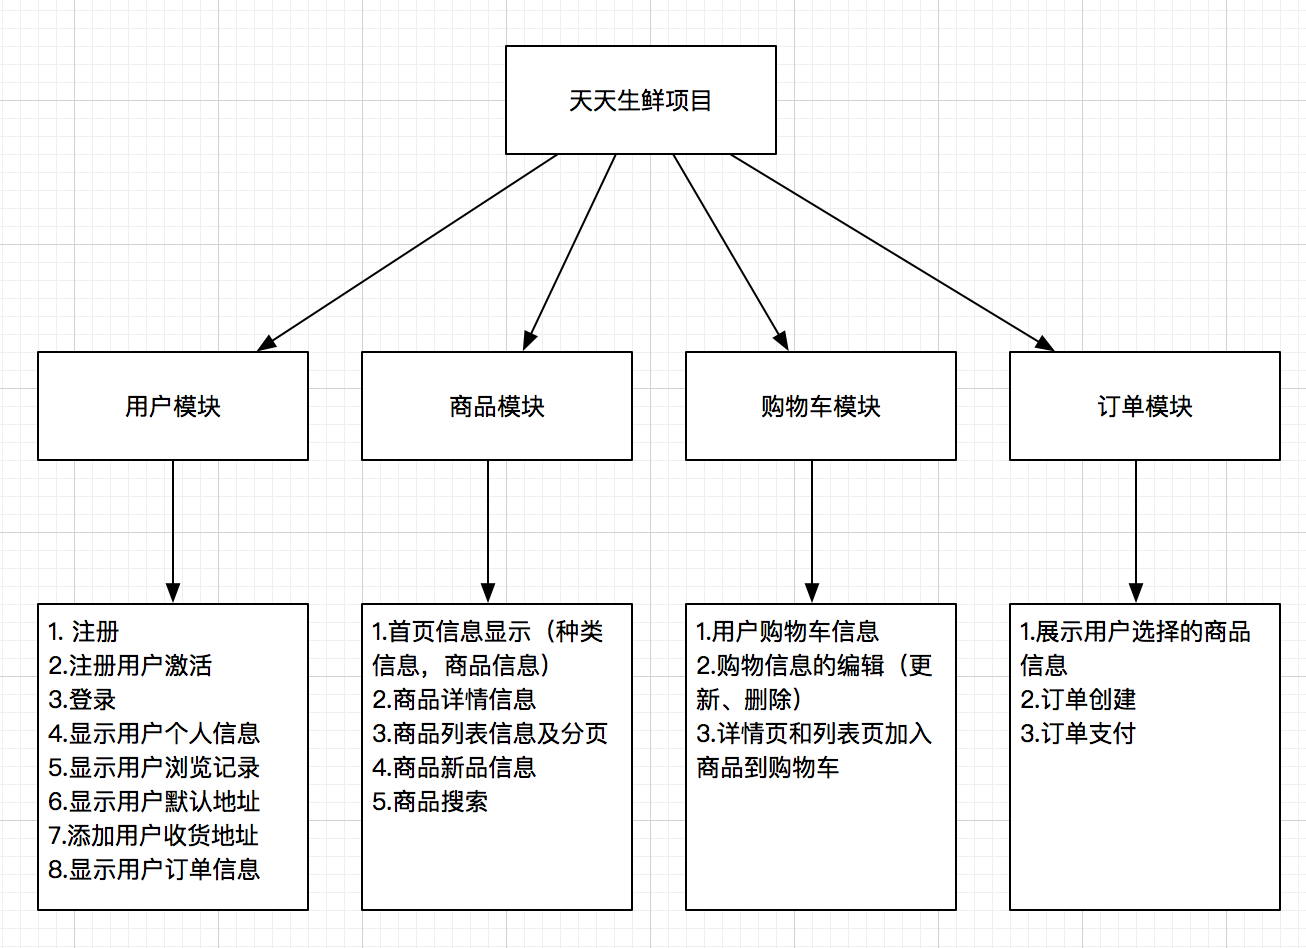 天天生鲜项目
用户模块
商品模块
购物车模块
订单模块
1. 注册
2.注册用户激活
3.登录
4.显示用户个人信息
5.显示用户浏览记录
6.显示用户默认地址
7.添加用户收货地址
8.显示用户订单信息
1.首页信息显示（种类
信息，商品信息）
2.商品详情信息
3.商品列表信息及分页
4.商品新品信息
5.商品搜索
1.用户购物车信息
2.购物信息的编辑（更
新、删除）
3.详情页和列表页加入
商品到购物车
1.展示用户选择的商品
信息
2.订单创建
3.订单支付